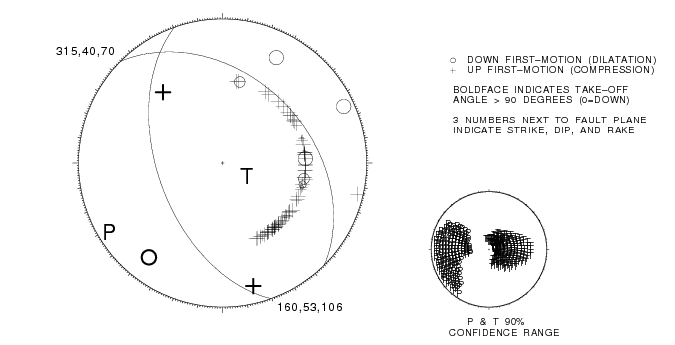 315,40,70
○ DOWN FIRST–MOTION (DILATATION)
+ UP FIRST–MOTION (COMPRESSION)
BOLDFACE INDICATES TAKE–OFF
ANGLE > 90 DEGREES (0=DOWN)
3 NUMBERS NEXT TO FAULT PLANE
INDICATE STRIKE, DIP, AND RAKE
T
P
160,53,106
P & T 90%
CONFIDENCE RANGE